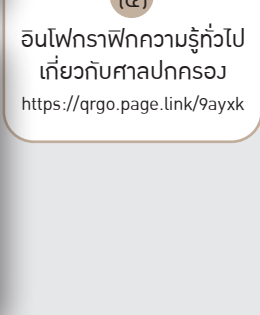 (๔)
อินโฟกราฟิกความรู้ทั่วไป
เกี่ยวกับศาลปกครอง
https://qrgo.page.link/9ayxk